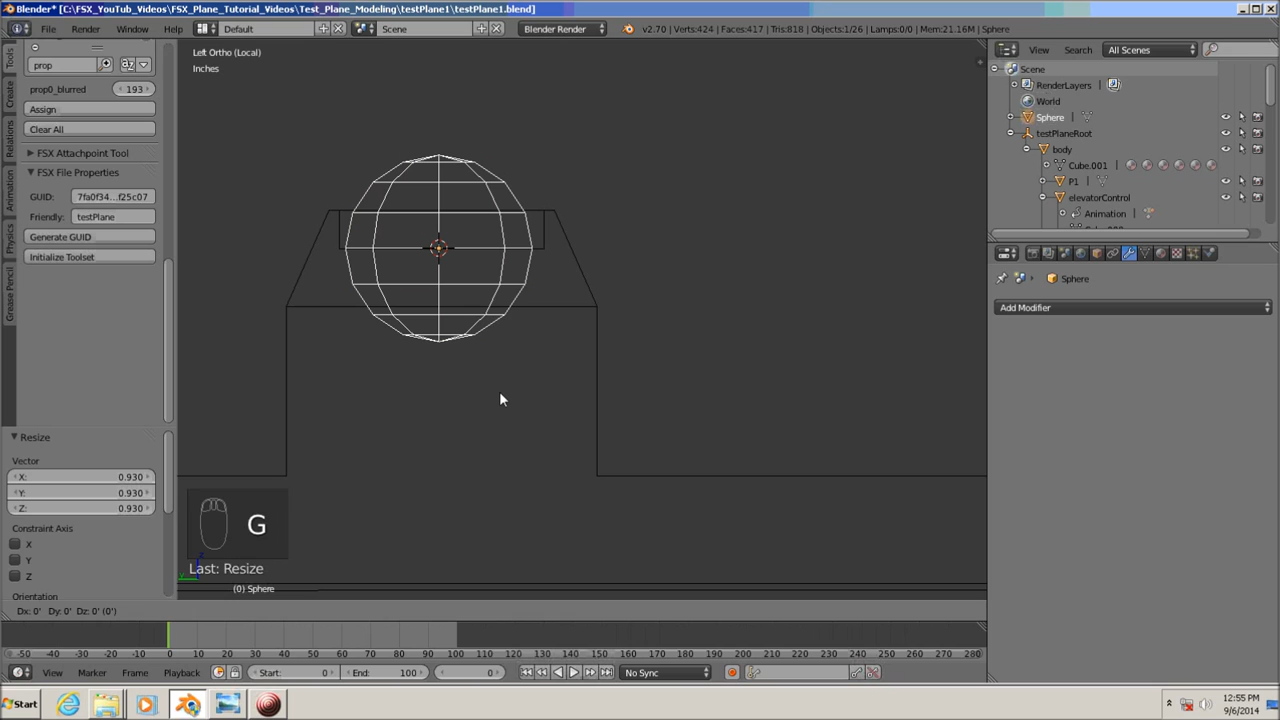 Blender* [C:\FSX_YouTub_Videos\FSX_Plane_Tutorial_Videos\Test_Plane_Modeling\testPlane1\testPlane1.blend]
File Render Window Help Default Scene Blender Render v2.70 | Verts:424 | Faces:417 | Tris:818 | Objects:1/26 | Lamps:0/0 | Mem:21.16M | Sphere
Tools
Create
Relations
Animation
Physics
Grease Pencil
prop
prop0_blurred 193
Assign
Clear All
FSX Attachpoint Tool
FSX File Properties
GUID: 7fa0f34...f25c07
Friendly: testPlane
Generate GUID
Initialize Toolset
Resize
Vector
X: 0.930
Y: 0.930
Z: 0.930
Constraint Axis
X
Y
Z
Orientation
Left Ortho (Local)
Inches
G
Last: Resize
(0) Sphere
Dx: 0' Dy: 0' Dz: 0' (0')
View Search All Scenes
Scene
RenderLayers
World
Sphere
testPlaneRoot
body
Cube.001
P1
elevatorControl
Animation
Sphere
Add Modifier
-50 -40 -30 -20 -10 0 10 20 30 40 50 60 70 80 90 100 110 120 130 140 150 160 170 180 190 200 210 220 230 240 250 260 270 280
View Marker Frame Playback Start: 0 End: 100 0 No Sync
Start 12:55 PM
9/6/2014